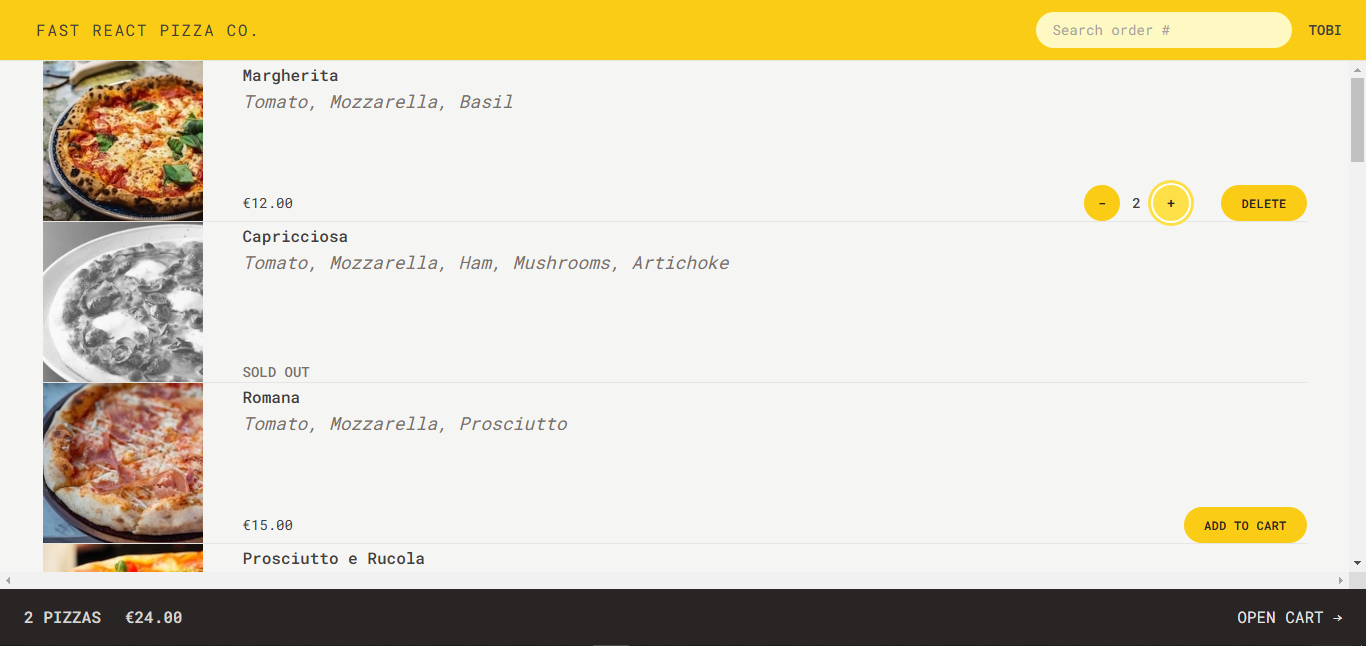 FAST REACT PIZZA CO.
Search order #
TOBI
Margherita
Tomato, Mozzarella, Basil
€12.00
-
2
+
DELETE
Capricciosa
Tomato, Mozzarella, Ham, Mushrooms, Artichoke
SOLD OUT
Romana
Tomato, Mozzarella, Prosciutto
€15.00
ADD TO CART
Prosciutto e Rucola
2 PIZZAS €24.00
OPEN CART →